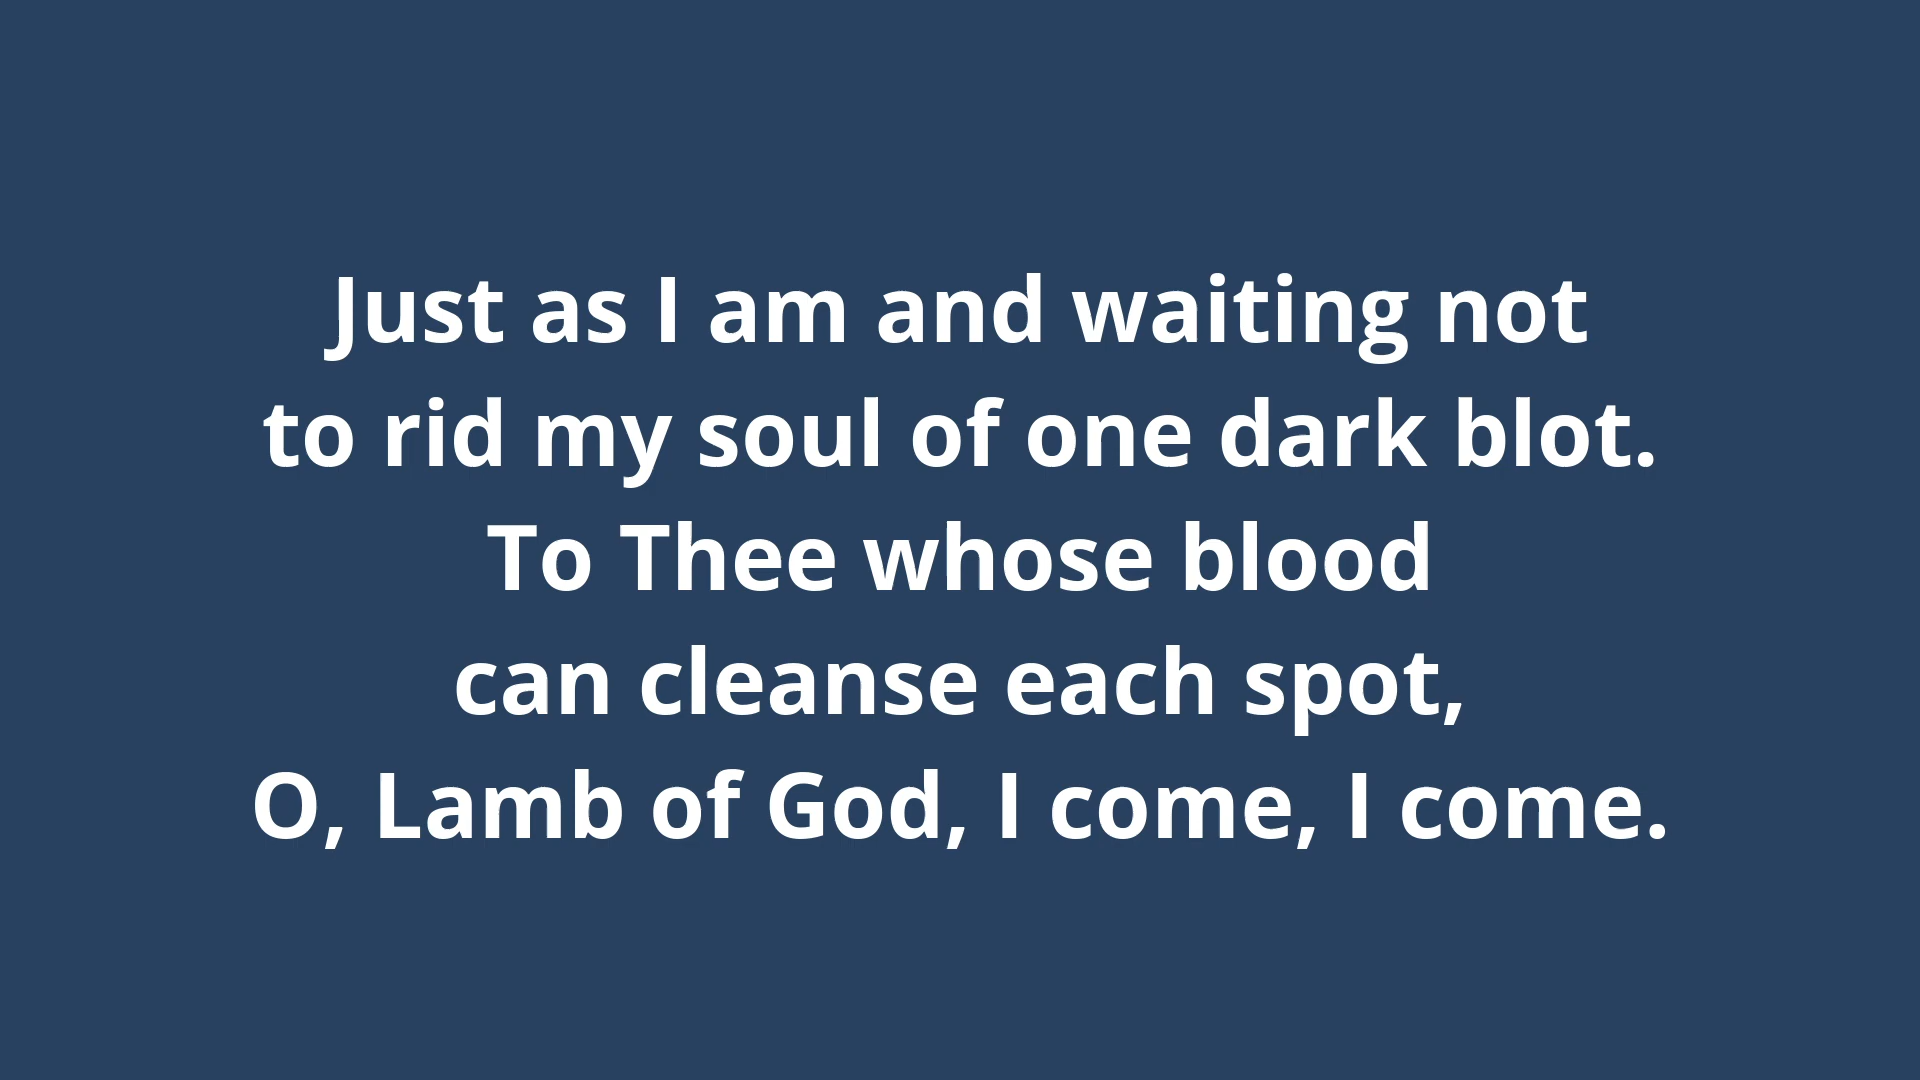 Just as I am and waiting not
to rid my soul of one dark blot.
To Thee whose blood
can cleanse each spot,
O, Lamb of God, I come, I come.